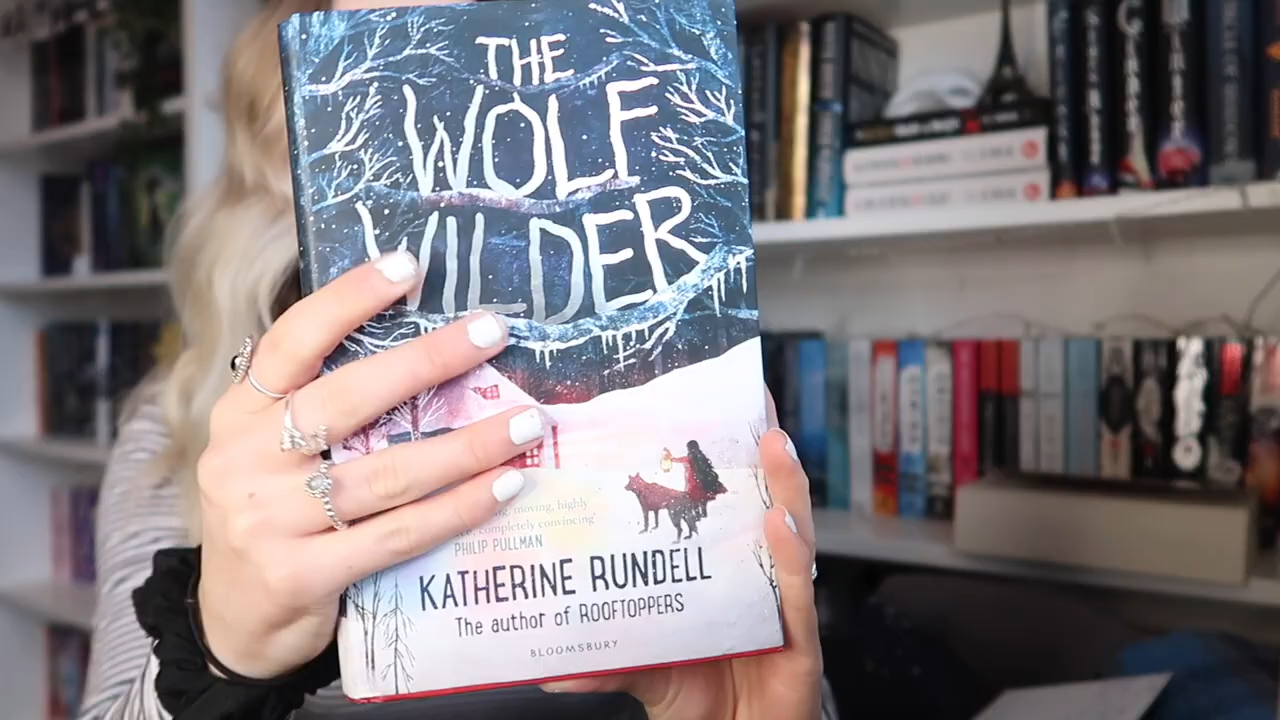 THE
WOLF
WILDER
moving, highly
completely convincing'
PHILIP PULLMAN
KATHERINE RUNDELL
The author of ROOFTOPPERS
BLOOMSBURY